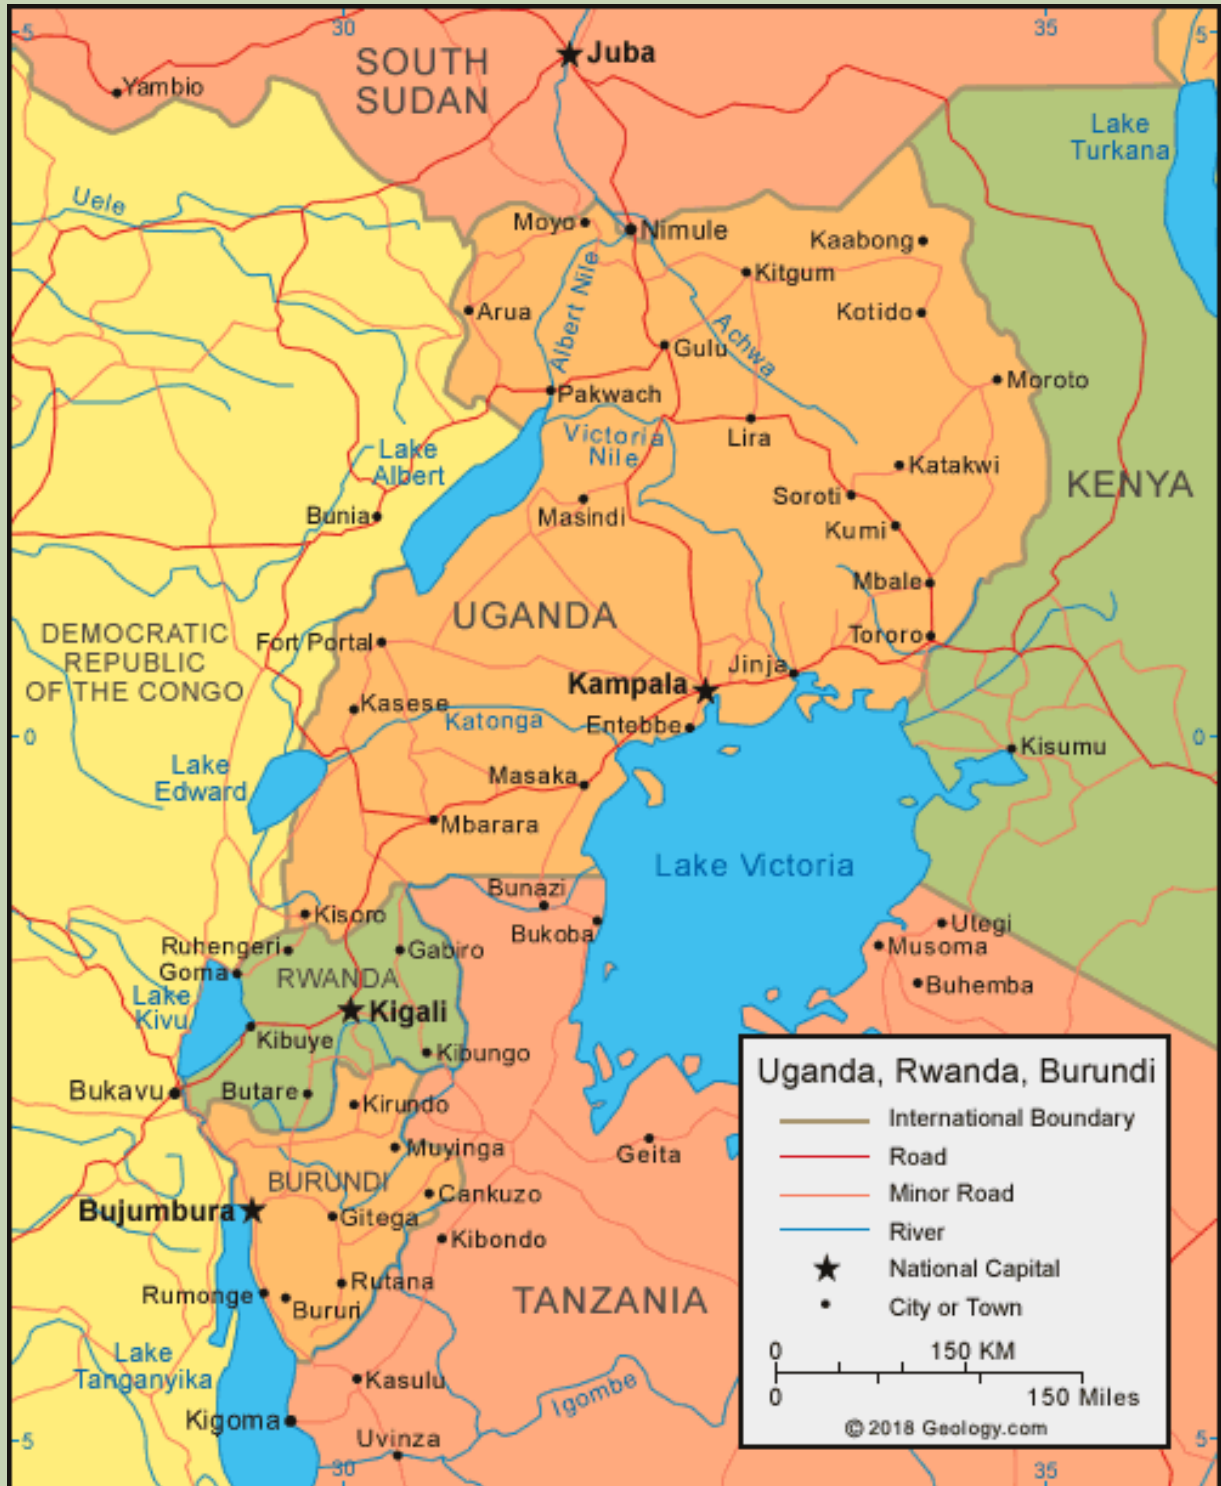 5
30
35
5
SOUTH
SUDAN
Juba
Yambio
Lake
Turkana
Uele
Moyo
Nimule
Kaabong
Kitgum
Albert Nile
Arua
Kotido
Achwa
Gulu
Moroto
Pakwach
Victoria
Nile
Lira
Lake
Albert
Katakwi
KENYA
Soroti
Bunia
Masindi
Kumi
Mbale
UGANDA
DEMOCRATIC
REPUBLIC
OF THE CONGO
Fort Portal
Tororo
Jinja
Kampala
Kasese
Katonga
Entebbe
0
0
Kisumu
Lake
Edward
Masaka
Mbarara
Lake Victoria
Bunazi
Kisoro
Bukoba
Utegi
Ruhengeri
Gabiro
Musoma
Goma
RWANDA
Buhemba
Lake
Kivu
Kigali
Kibuye
Kibungo
Bukavu
Butare
Kirundo
Muyinga
Geita
BURUNDI
Cankuzo
Bujumbura
Gitega
Kibondo
Rutana
Rumonge
Bururi
TANZANIA
Lake
Tanganyika
Kasulu
Igombe
Kigoma
Uvinza
5
30
35
5
Uganda, Rwanda, Burundi
International Boundary
Road
Minor Road
River
National Capital
City or Town
0
150 KM
0
150 Miles
© 2018 Geology.com